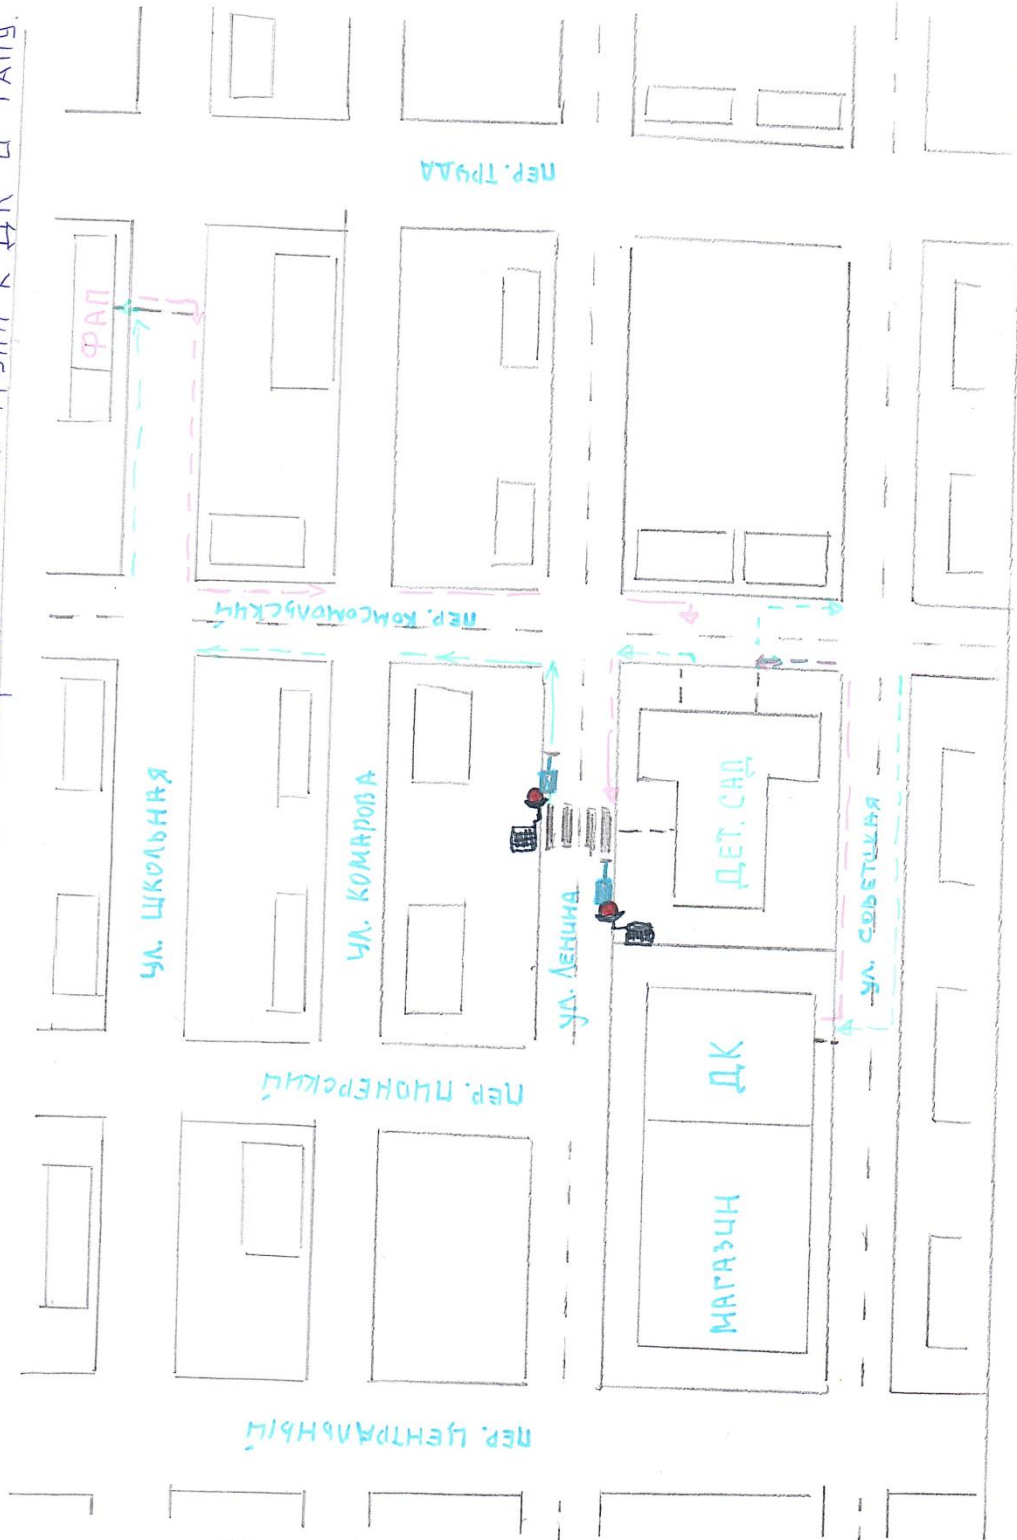 К ДК
ПЕР. ТРУДА
ФАП
ПЕР. КОМСОМОЛЬСКИЙ
УЛ. ШКОЛЬНАЯ
УЛ. КОМАРОВА
УЛ. ЛЕНИНА
ДЕТ. САД
УЛ. СОВЕТСКАЯ
ПЕР. ПИОНЕРСКИЙ
ДК
МАГАЗИН
ПЕР. ЦЕНТРАЛЬНЫЙ